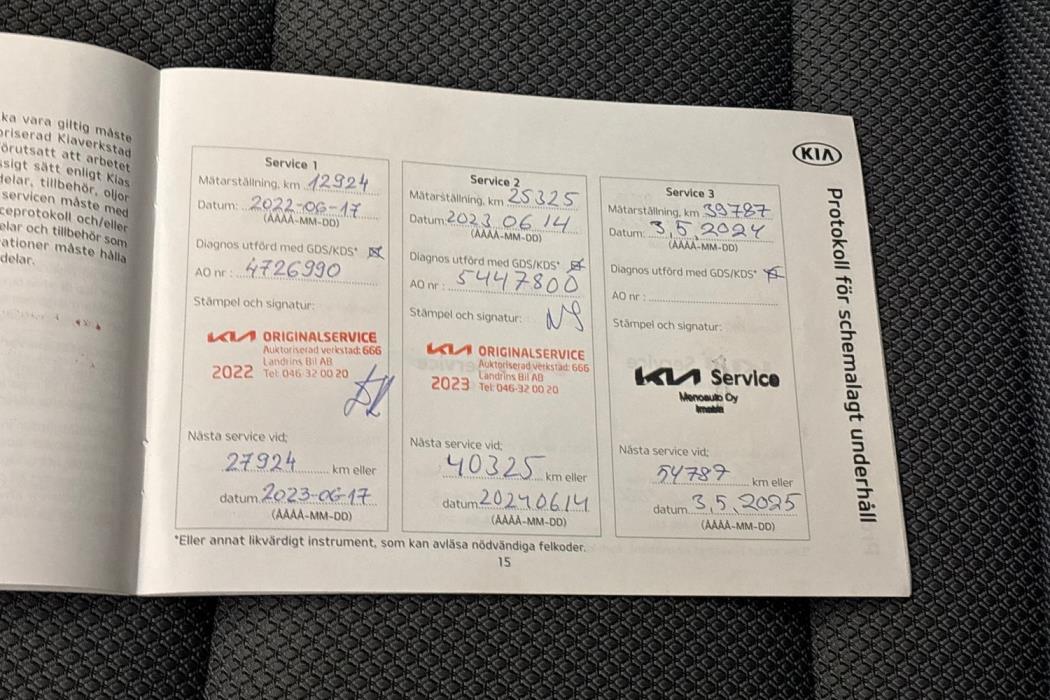 ka vara giltig måste
oriserad Kiaverkstad
örutsatt att arbetet
ssigt sätt enligt Kias
delar, tillbehör, oljor
servicen måste med
ceprotokoll och/eller
elar och tillbehör som
ationer måste hålla
delar.
KIA
Protokoll för schemalagt underhåll
Service 1
Mätarställning, km 12924
Datum: 2022-06-17
(ÅÅÅÅ-MM-DD)
Diagnos utförd med GDS/KDS*
AO nr : 4726990
Stämpel och signatur:
KIA ORIGINALSERVICE
Auktoriserad verkstad: 666
Landrins Bil AB
2022 Tel: 046-32 00 20
Nästa service vid;
27924 km eller
datum 2023-06-17
(ÅÅÅÅ-MM-DD)
Service 2
Mätarställning, km 25325
Datum: 2023.06.14
(ÅÅÅÅ-MM-DD)
Diagnos utförd med GDS/KDS*
AO nr : 5447800
Stämpel och signatur:
KIA ORIGINALSERVICE
Auktoriserad verkstad: 666
Landrins Bil AB
2023 Tel: 046-32 00 20
Nästa service vid;
40325 km eller
datum 20240614
(ÅÅÅÅ-MM-DD)
Service 3
Mätarställning, km 39787
Datum: 3,5,2024
(ÅÅÅÅ-MM-DD)
Diagnos utförd med GDS/KDS*
AO nr :
Stämpel och signatur:
KIA Service
Menoauto Oy
Imatra
Nästa service vid;
54787 km eller
datum 3,5,2025
(ÅÅÅÅ-MM-DD)
*Eller annat likvärdigt instrument, som kan avläsa nödvändiga felkoder.
15